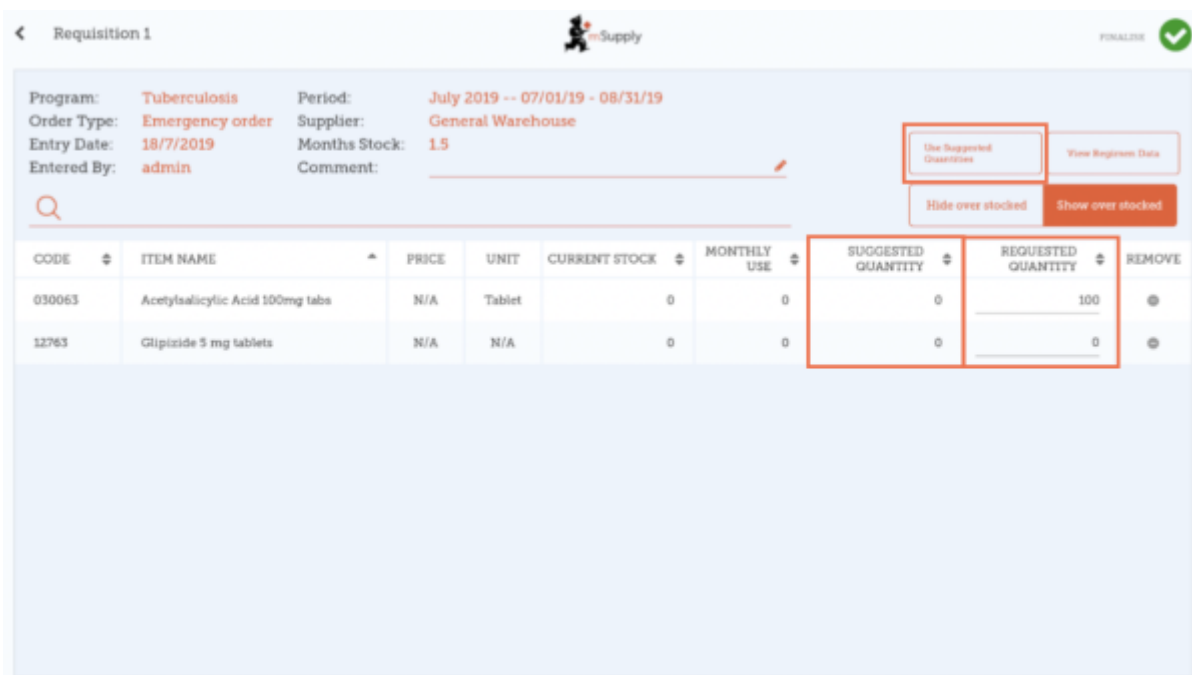 Requisition 1
mSupply
FINALISE
Program: Tuberculosis Period: July 2019 -- 07/01/19 - 08/31/19
Order Type: Emergency order Supplier: General Warehouse
Entry Date: 18/7/2019 Months Stock: 1.5
Entered By: admin Comment:
Use Suggested
Quantities
View Regimen Data
Hide over stocked Show over stocked
CODE ITEM NAME PRICE UNIT CURRENT STOCK MONTHLY USE SUGGESTED QUANTITY REQUESTED QUANTITY REMOVE
030063 Acetylsalicylic Acid 100mg tabs N/A Tablet 0 0 0 100
12763 Glipizide 5 mg tablets N/A N/A 0 0 0 0